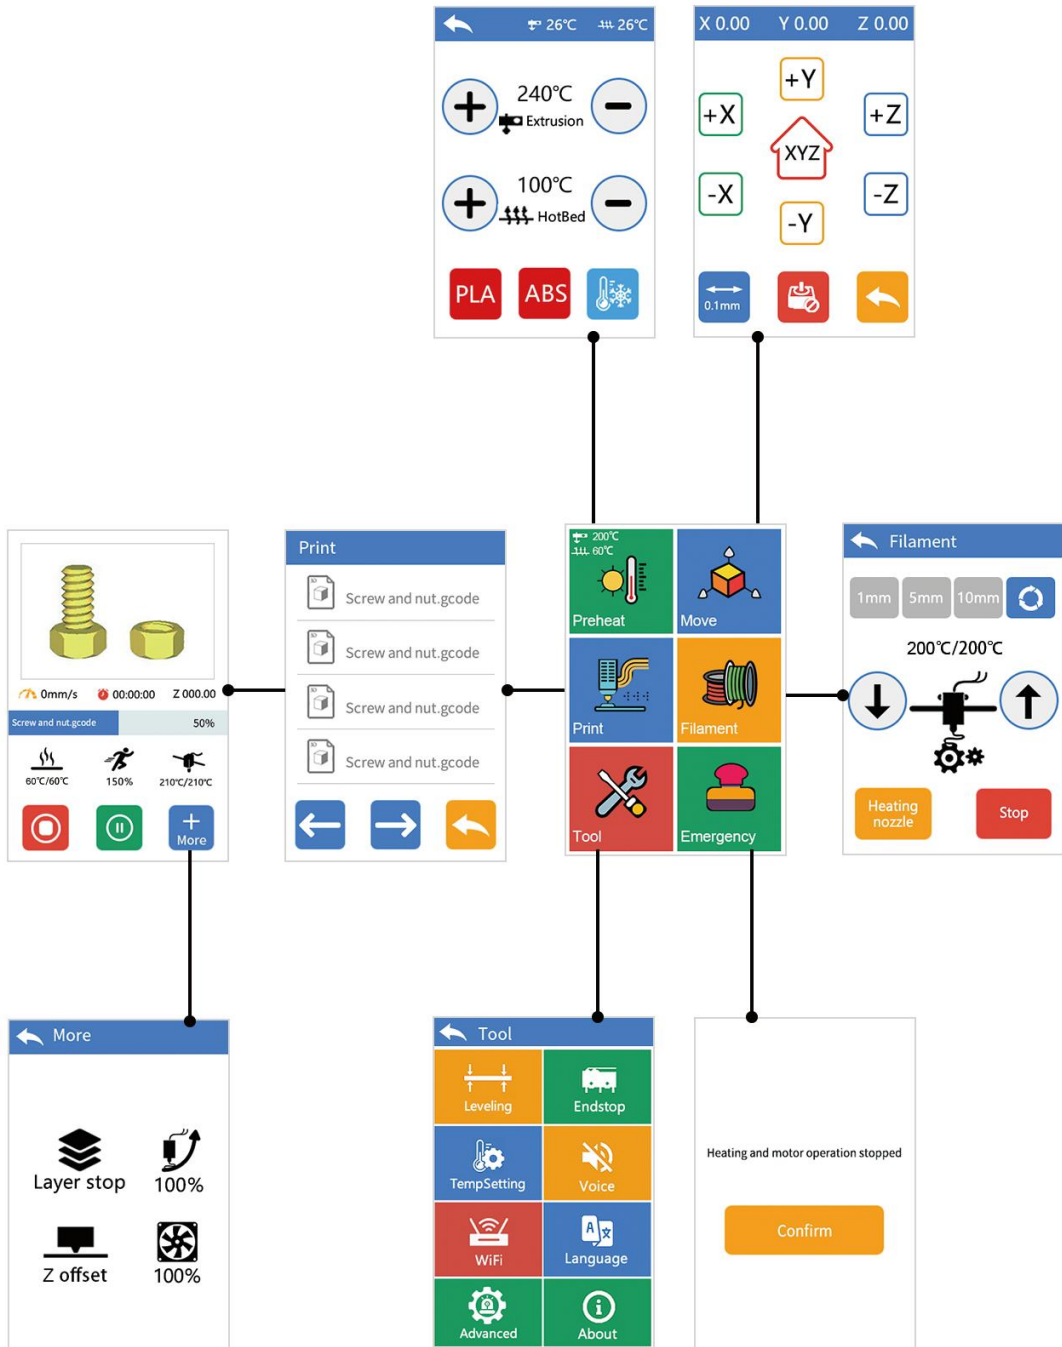 26℃ 26℃
240℃
Extrusion
100℃
HotBed
PLA ABS
X 0.00 Y 0.00 Z 0.00
+Y
+X +Z
XYZ
-X -Z
-Y
0.1mm
0mm/s 00:00:00 Z 000.00
Screw and nut.gcode 50%
60℃/60℃ 150% 210℃/210℃
More
Print
Screw and nut.gcode
Screw and nut.gcode
Screw and nut.gcode
Screw and nut.gcode
200℃
60℃
Preheat Move
Print Filament
Tool Emergency
Filament
1mm 5mm 10mm
200℃/200℃
Heating
nozzle
Stop
More
Layer stop 100%
Z offset 100%
Tool
Leveling Endstop
TempSetting Voice
A 文
WiFi Language
Advanced About
Heating and motor operation stopped
Confirm